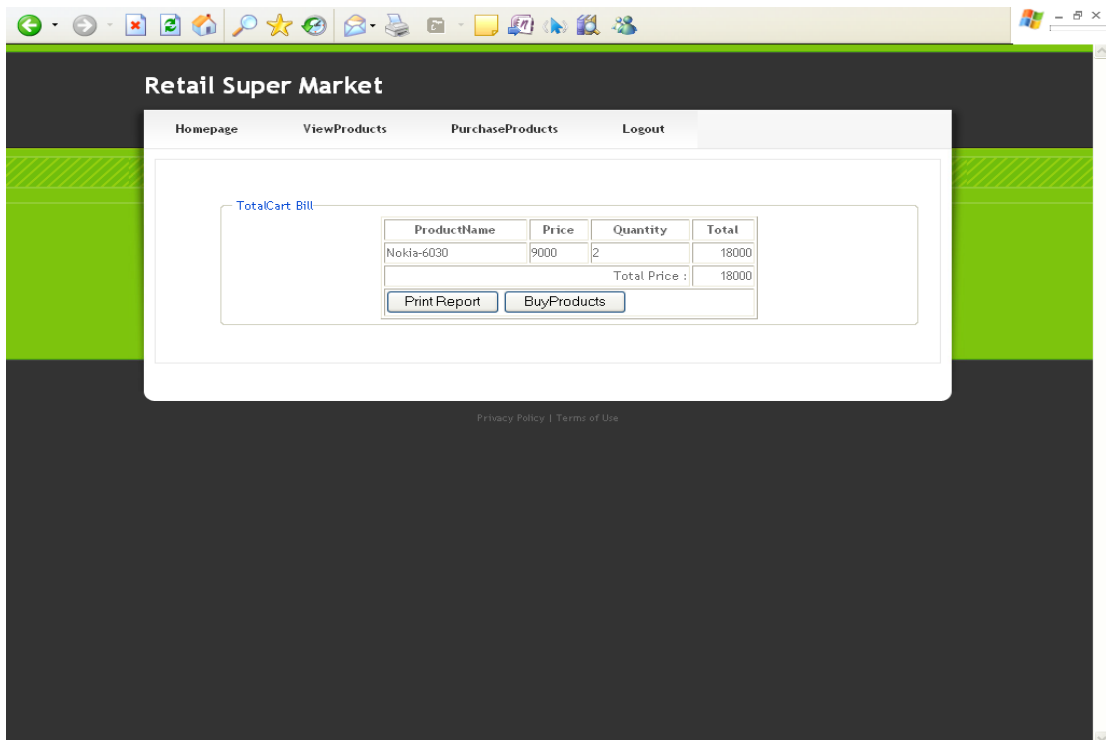 Retail Super Market
Homepage ViewProducts PurchaseProducts Logout
TotalCart Bill
ProductName Price Quantity Total
Nokia-6030 9000 2 18000
Total Price : 18000
Print Report BuyProducts
Privacy Policy | Terms of Use